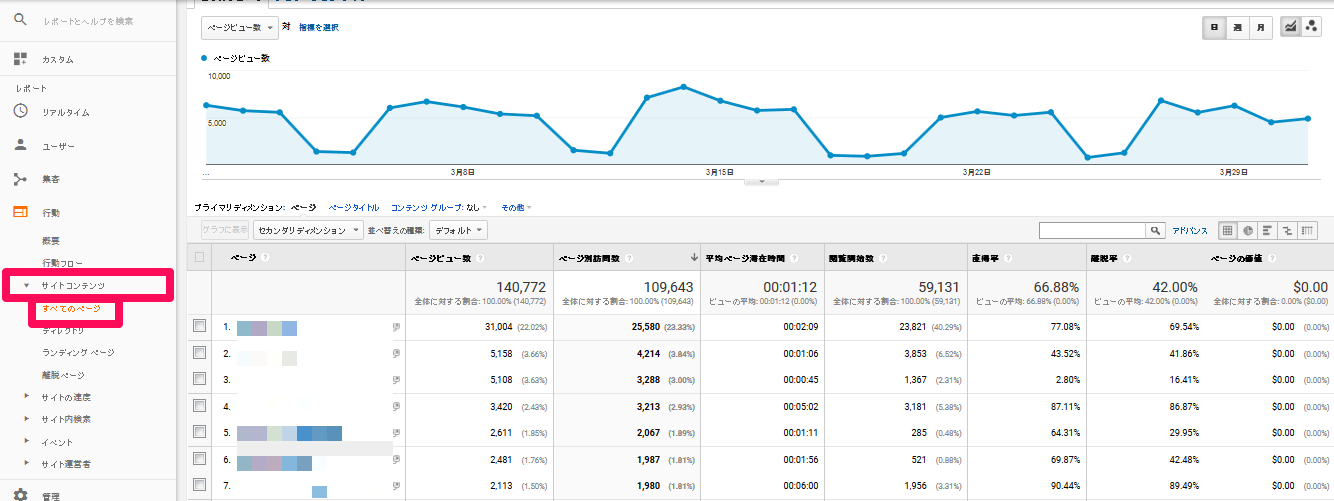 レポートとヘルプを検索
カスタム
レポート
リアルタイム
ユーザー
集客
行動
概要
行動フロー
サイトコンテンツ
すべてのページ
ディレクトリ
ランディング ページ
離脱ページ
サイトの速度
サイト内検索
イベント
サイト運営者
管理
ページビュー数 対 指標を選択
日 週 月
ページビュー数
10,000
5,000
... 3月8日 3月15日 3月22日 3月29日
プライマリ ディメンション: ページ ページタイトル コンテンツ グループ: なし その他
グラフに表示 セカンダリ ディメンション 並べ替えの種類: デフォルト アドバンス
ページ ? ページビュー数 ? ページ別訪問数 ? 平均ページ滞在時間 ? 閲覧開始数 ? 直帰率 ? 離脱率 ? ページの価値 ?
140,772 109,643 00:01:12 59,131 66.88% 42.00% $0.00
全体に対する割合: 100.00% (140,772) 全体に対する割合: 100.00% (109,643) ビューの平均: 00:01:12 (0.00%) 全体に対する割合: 100.00% (59,131) ビューの平均: 66.88% (0.00%) ビューの平均: 42.00% (0.00%) 全体に対する割合: 0.00% ($0.00)
1. 31,004 (22.02%) 25,580 (23.33%) 00:02:09 23,821 (40.29%) 77.08% 69.54% $0.00 (0.00%)
2. 5,158 (3.66%) 4,214 (3.84%) 00:01:06 3,853 (6.52%) 43.52% 41.86% $0.00 (0.00%)
3. 5,108 (3.63%) 3,288 (3.00%) 00:00:45 1,367 (2.31%) 2.80% 16.41% $0.00 (0.00%)
4. 3,420 (2.43%) 3,213 (2.93%) 00:05:02 3,181 (5.38%) 87.11% 86.87% $0.00 (0.00%)
5. 2,611 (1.85%) 2,067 (1.89%) 00:01:11 285 (0.48%) 64.31% 29.95% $0.00 (0.00%)
6. 2,481 (1.76%) 1,987 (1.81%) 00:01:56 521 (0.88%) 69.87% 42.48% $0.00 (0.00%)
7. 2,113 (1.50%) 1,980 (1.81%) 00:06:00 1,956 (3.31%) 90.44% 89.49% $0.00 (0.00%)